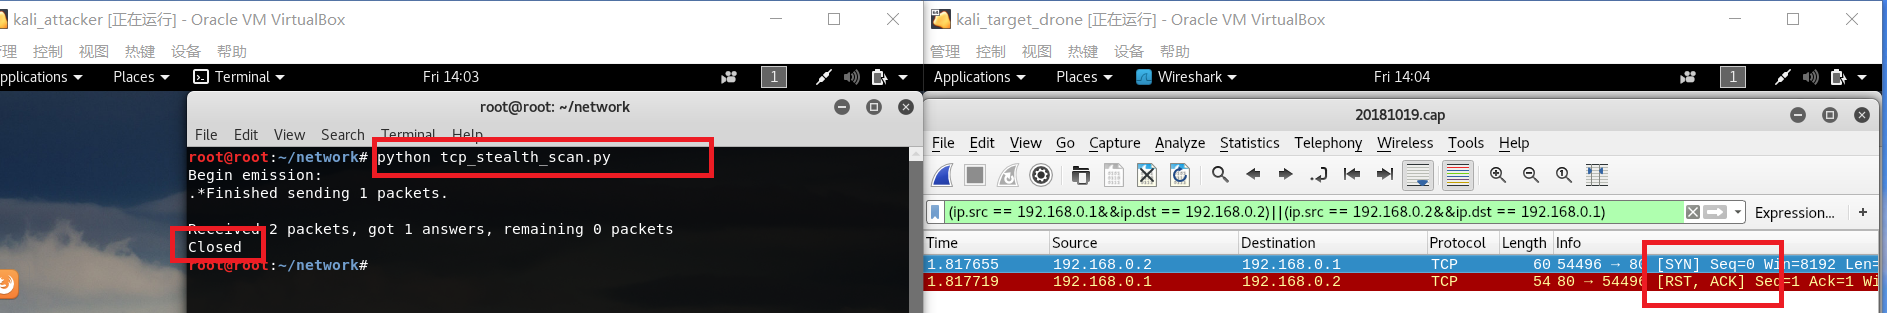 kali_attacker [正在运行] - Oracle VM VirtualBox
管理 控制 视图 热键 设备 帮助
pplications Places Terminal Fri 14:03 1
root@root: ~/network
File Edit View Search Terminal Help
root@root:~/network# python tcp_stealth_scan.py
Begin emission:
.*Finished sending 1 packets.
Received 2 packets, got 1 answers, remaining 0 packets
Closed
root@root:~/network#
kali_target_drone [正在运行] - Oracle VM VirtualBox
管理 控制 视图 热键 设备 帮助
Applications Places Wireshark Fri 14:04 1
20181019.cap
File Edit View Go Capture Analyze Statistics Telephony Wireless Tools Help
(ip.src == 192.168.0.1&&ip.dst == 192.168.0.2)||(ip.src == 192.168.0.2&&ip.dst == 192.168.0.1) Expression... +
Time Source Destination Protocol Length Info
1.817655 192.168.0.2 192.168.0.1 TCP 60 54496 → 80 [SYN] Seq=0 Win=8192 Len=
1.817719 192.168.0.1 192.168.0.2 TCP 54 80 → 54496 [RST, ACK] Seq=1 Ack=1 Wi